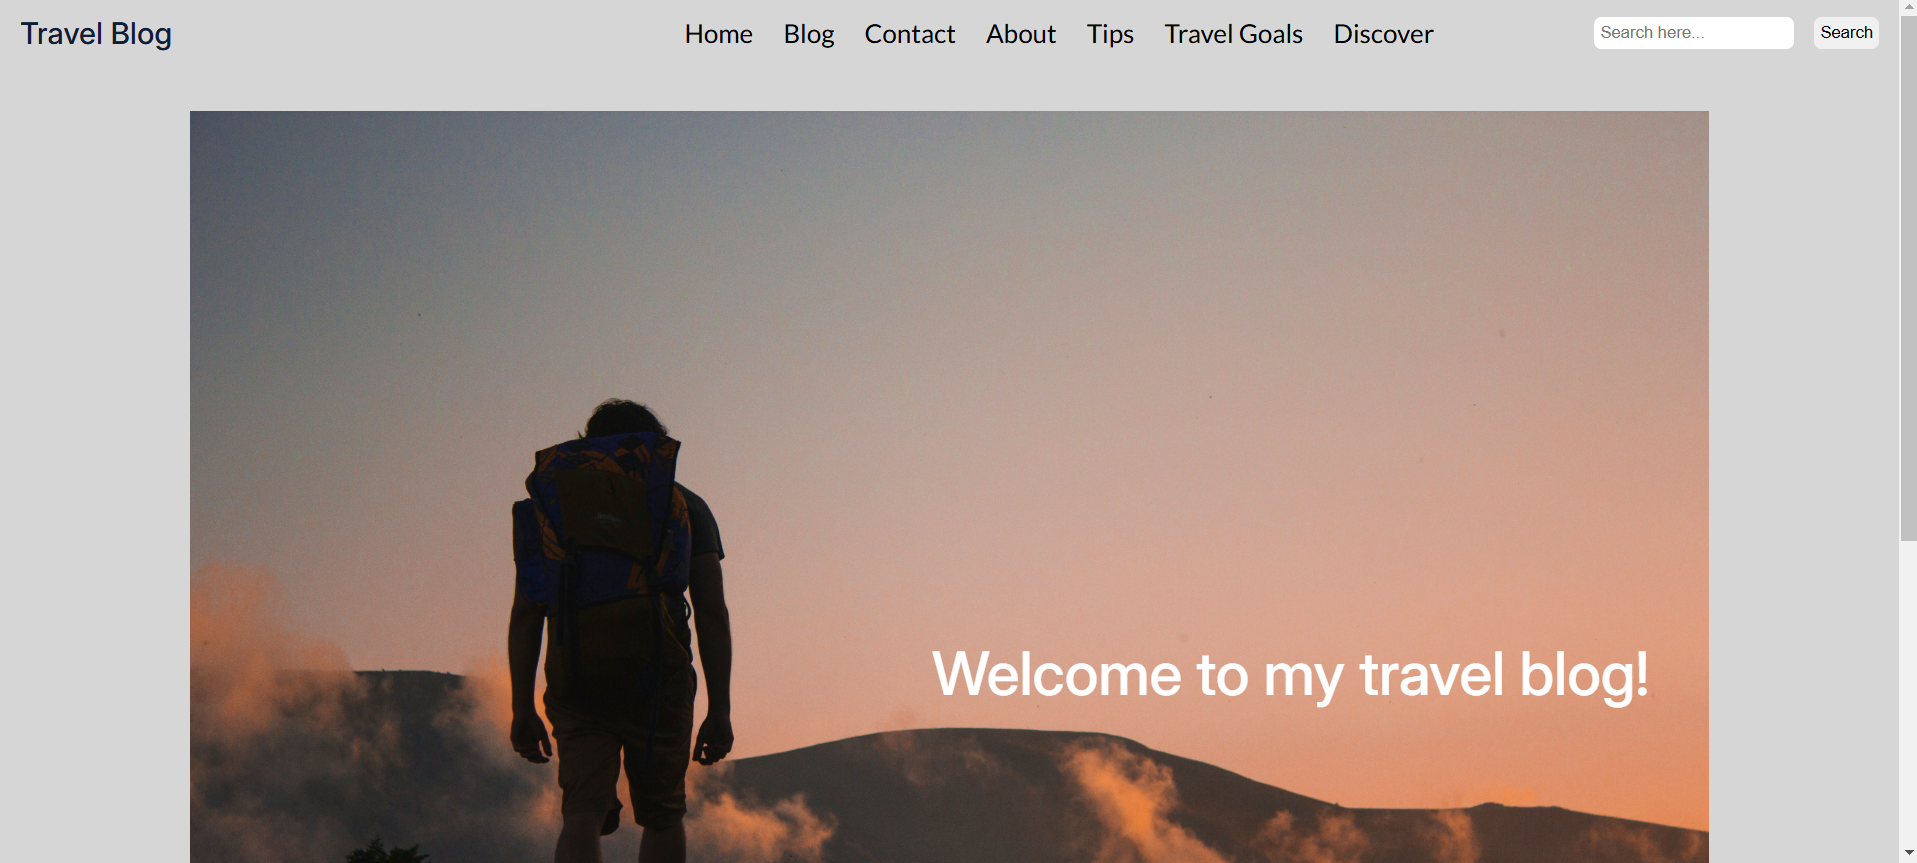 Travel Blog
Home Blog Contact About Tips Travel Goals Discover
Search here...
Search
Welcome to my travel blog!